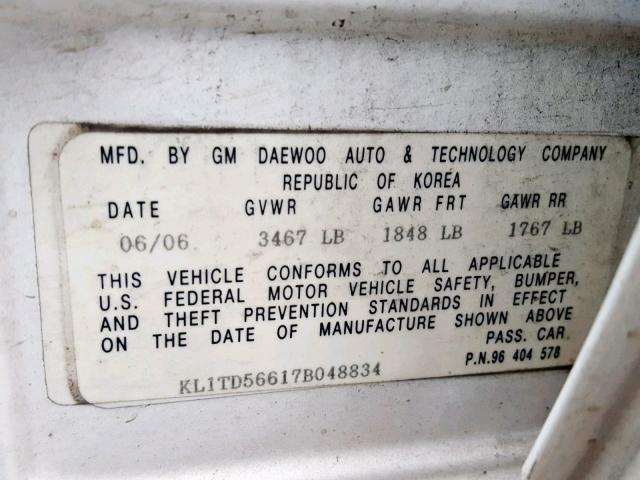 MFD. BY GM DAEWOO AUTO & TECHNOLOGY COMPANY
REPUBLIC OF KOREA
DATE GVWR GAWR FRT GAWR RR
06/06 3467 LB 1848 LB 1767 LB
THIS VEHICLE CONFORMS TO ALL APPLICABLE
U.S. FEDERAL MOTOR VEHICLE SAFETY, BUMPER,
AND THEFT PREVENTION STANDARDS IN EFFECT
ON THE DATE OF MANUFACTURE SHOWN ABOVE
PASS. CAR
P.N.96 404 578
KL1TD56617B048834